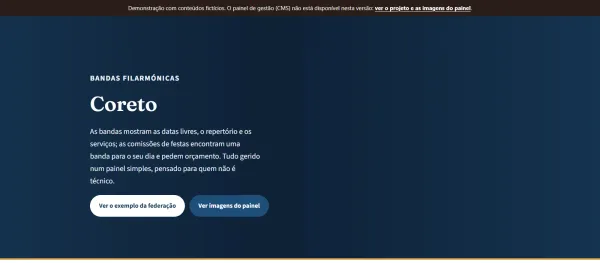 Demonstração com conteúdos fictícios. O painel de gestão (CMS) não está disponível nesta versão: ver o projeto e as imagens do painel.
BANDAS FILARMÓNICAS
Coreto
As bandas mostram as datas livres, o repertório e os
serviços; as comissões de festas encontram uma
banda para o seu dia e pedem orçamento. Tudo gerido
num painel simples, pensado para quem não é
técnico.
Ver o exemplo da federação
Ver imagens do painel